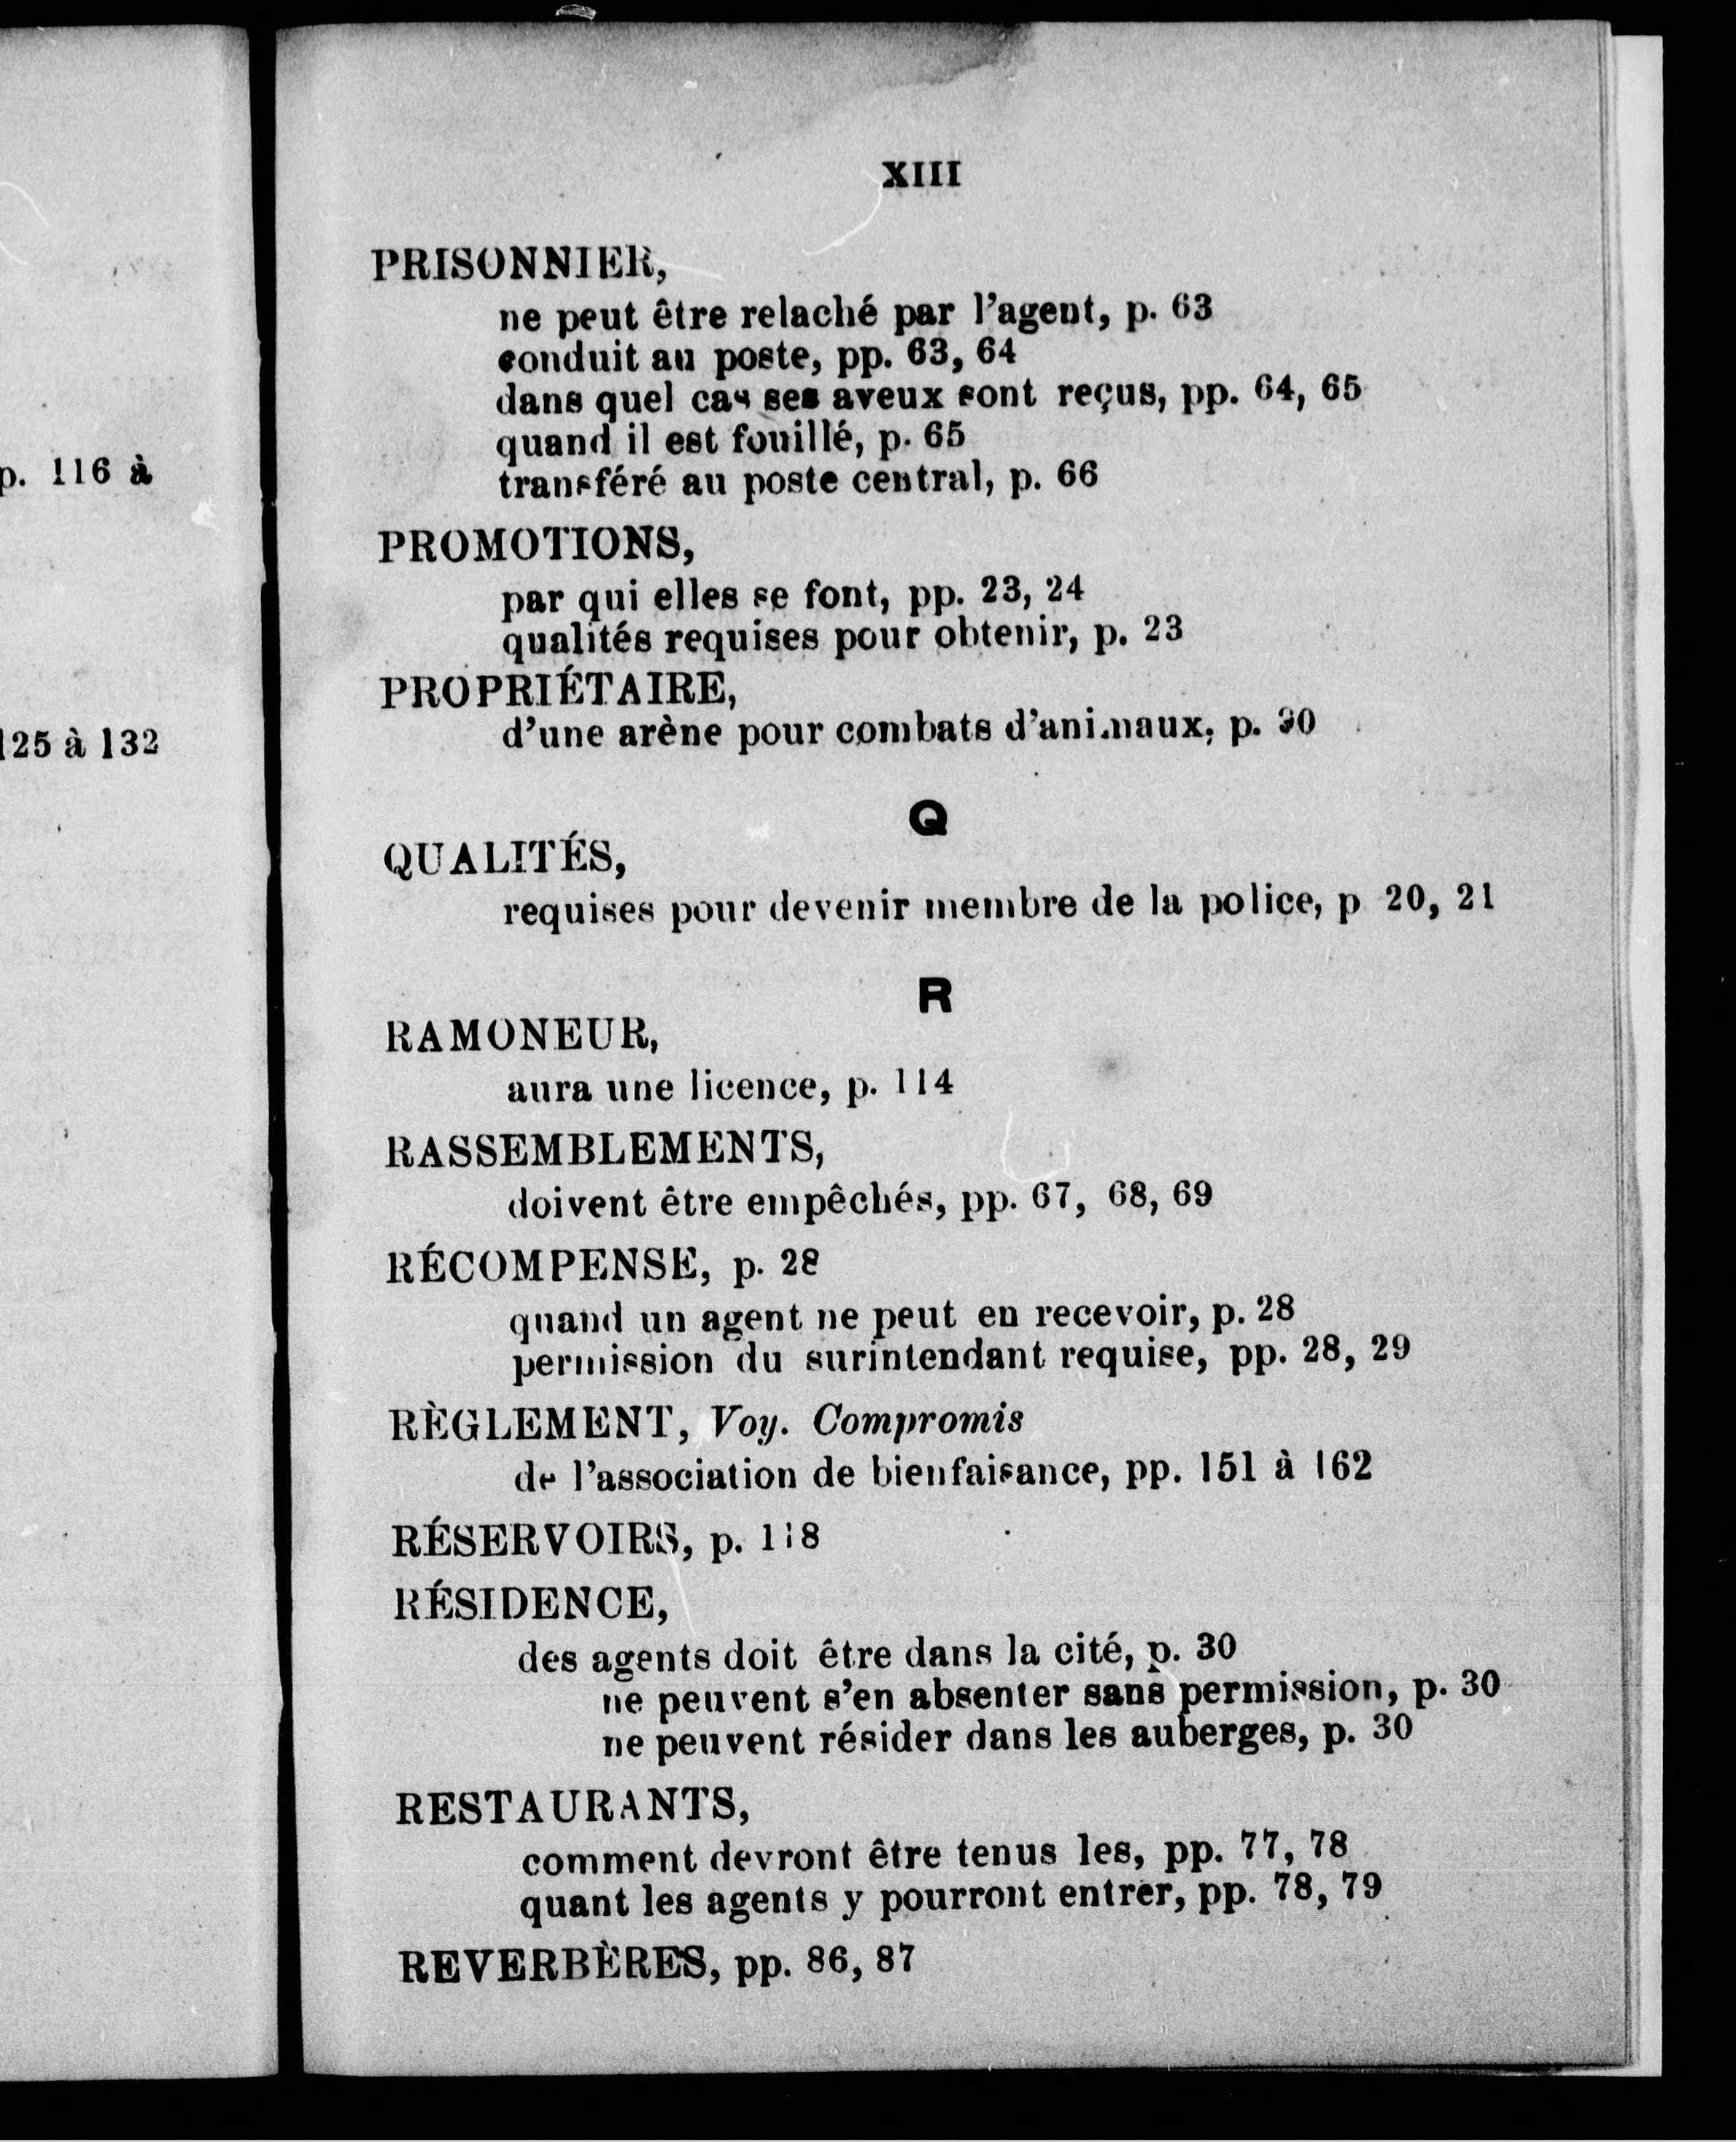 p. 116 à
125 à 132
XIII
PRISONNIER,
ne peut être relaché par l'agent, p. 63
conduit au poste, pp. 63, 64
dans quel cas ses aveux sont reçus, pp. 64, 65
quand il est fouillé, p. 65
transféré au poste central, p. 66
PROMOTIONS,
par qui elles se font, pp. 23, 24
qualités requises pour obtenir, p. 23
PROPRIÉTAIRE,
d'une arène pour combats d'animaux, p.
Q
QUALITÉS,
requises pour devenir membre de la police, p 20, 21
R
RAMONEUR,
aura une licence, p. 114
RASSEMBLEMENTS,
doivent être empêchés, pp. 67, 68, 69
RÉCOMPENSE, p. 28
quand un agent ne peut en recevoir, p. 28
permission du surintendant requise, pp. 28, 29
RÈGLEMENT, Voy. Compromis
de l'association de bienfaisance, pp. 151 à 162
RÉSERVOIRS, p. 118
RÉSIDENCE,
des agents doit être dans la cité, p. 30
ne peuvent s'en absenter sans permission, p. 30
ne peuvent résider dans les auberges, p. 30
RESTAURANTS,
comment devront être tenus les, pp. 77, 78
quant les agents y pourront entrer, pp. 78, 79
REVERBÈRES, pp. 86, 87